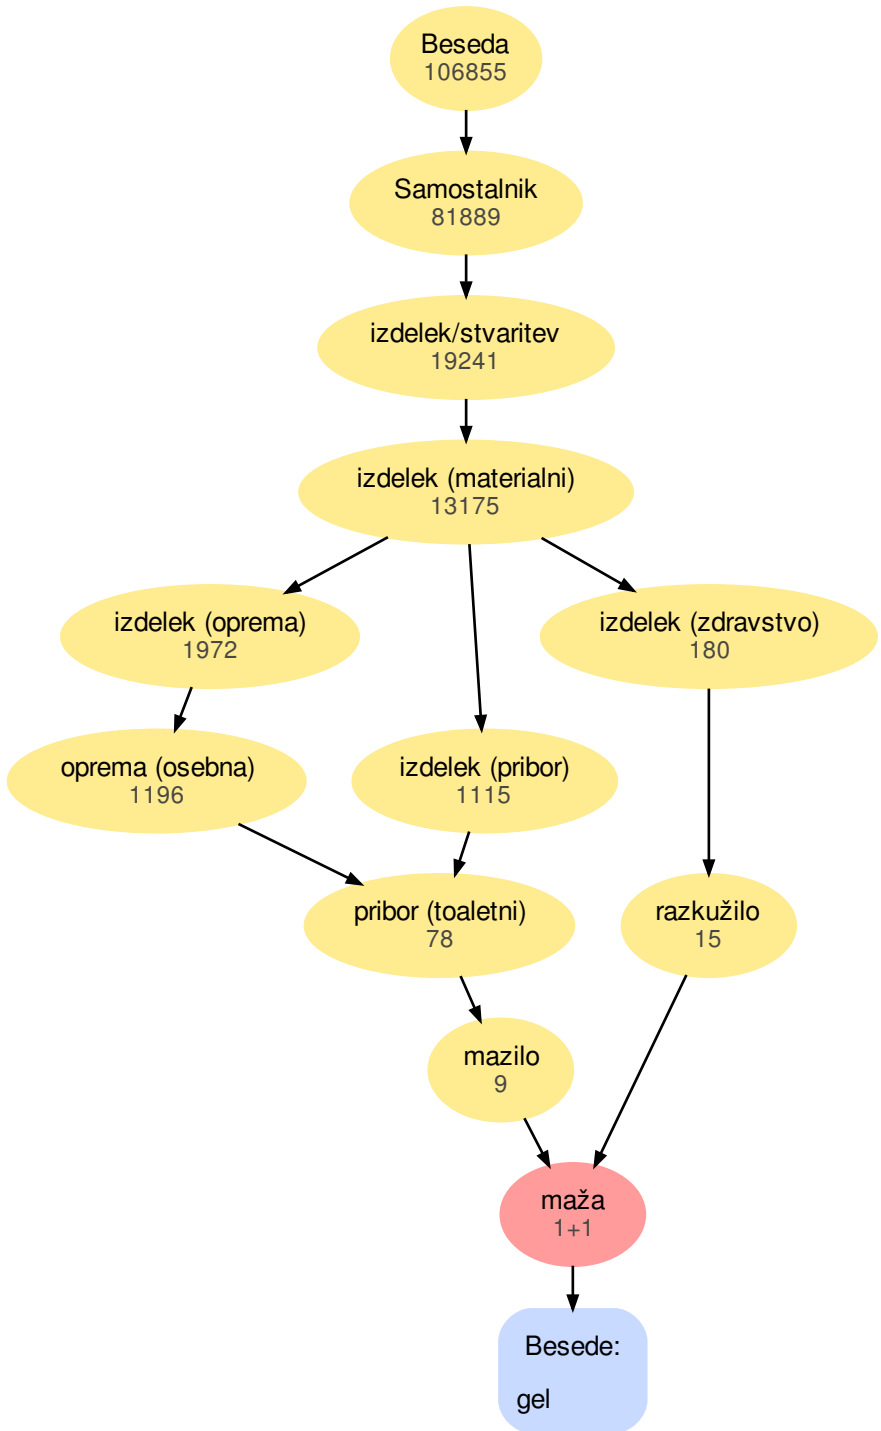 Beseda
106855
Samostalnik
81889
izdelek/stvaritev
19241
izdelek (materialni)
13175
izdelek (oprema)
1972
izdelek (zdravstvo)
180
oprema (osebna)
1196
izdelek (pribor)
1115
pribor (toaletni)
78
razkužilo
15
mazilo
9
maža
1+1
Besede:
gel